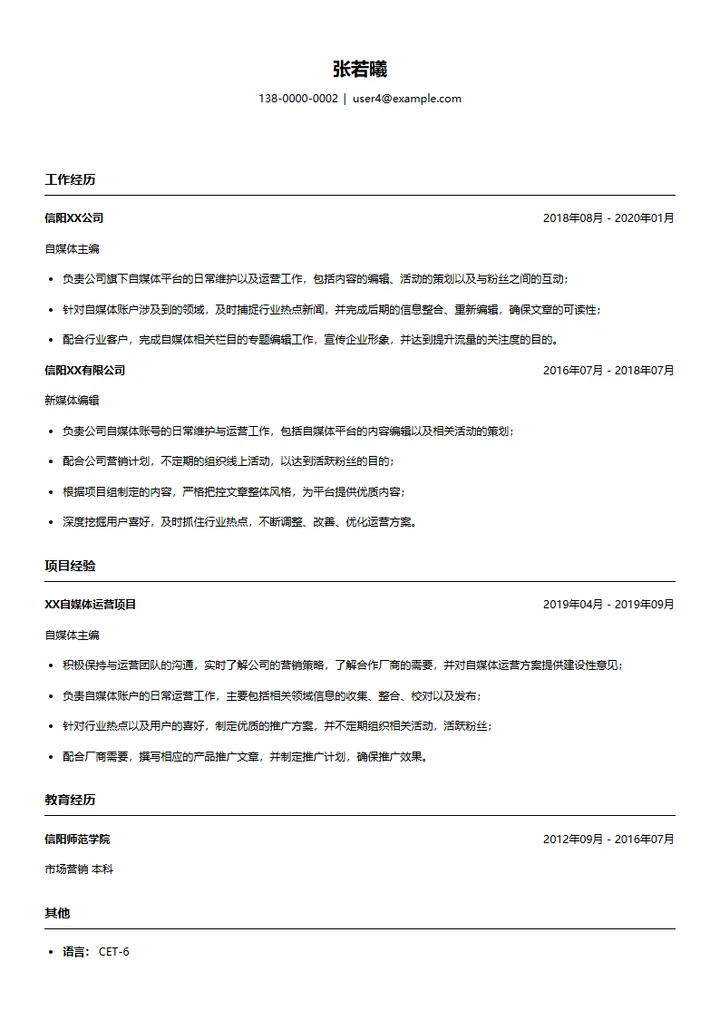 张若曦
138-0000-0002 | user4@example.com
工作经历
信阳XX公司 2018年08月 - 2020年01月
自媒体主编
• 负责公司旗下自媒体平台的日常维护以及运营工作，包括内容的编辑、活动的策划以及与粉丝之间的互动；
• 针对自媒体账户涉及到的领域，及时捕捉行业热点新闻，并完成后期的信息整合、重新编辑，确保文章的可读性；
• 配合行业客户，完成自媒体相关栏目的专题编辑工作，宣传企业形象，并达到提升流量的关注度的目的。
信阳XX有限公司 2016年07月 - 2018年07月
新媒体编辑
• 负责公司自媒体账号的日常维护与运营工作，包括自媒体平台的内容编辑以及相关活动的策划；
• 配合公司营销计划，不定期的组织线上活动，以达到活跃粉丝的目的；
• 根据项目组制定的内容，严格把控文章整体风格，为平台提供优质内容；
• 深度挖掘用户喜好，及时抓住行业热点，不断调整、改善、优化运营方案。
项目经验
XX自媒体运营项目 2019年04月 - 2019年09月
自媒体主编
• 积极保持与运营团队的沟通，实时了解公司的营销策略，了解合作厂商的需要，并对自媒体运营方案提供建设性意见；
• 负责自媒体账户的日常运营工作，主要包括相关领域信息的收集、整合、校对以及发布；
• 针对行业热点以及用户的喜好，制定优质的推广方案，并不定期组织相关活动，活跃粉丝；
• 配合厂商需要，撰写相应的产品推广文章，并制定推广计划，确保推广效果。
教育经历
信阳师范学院 2012年09月 - 2016年07月
市场营销 本科
其他
• 语言： CET-6